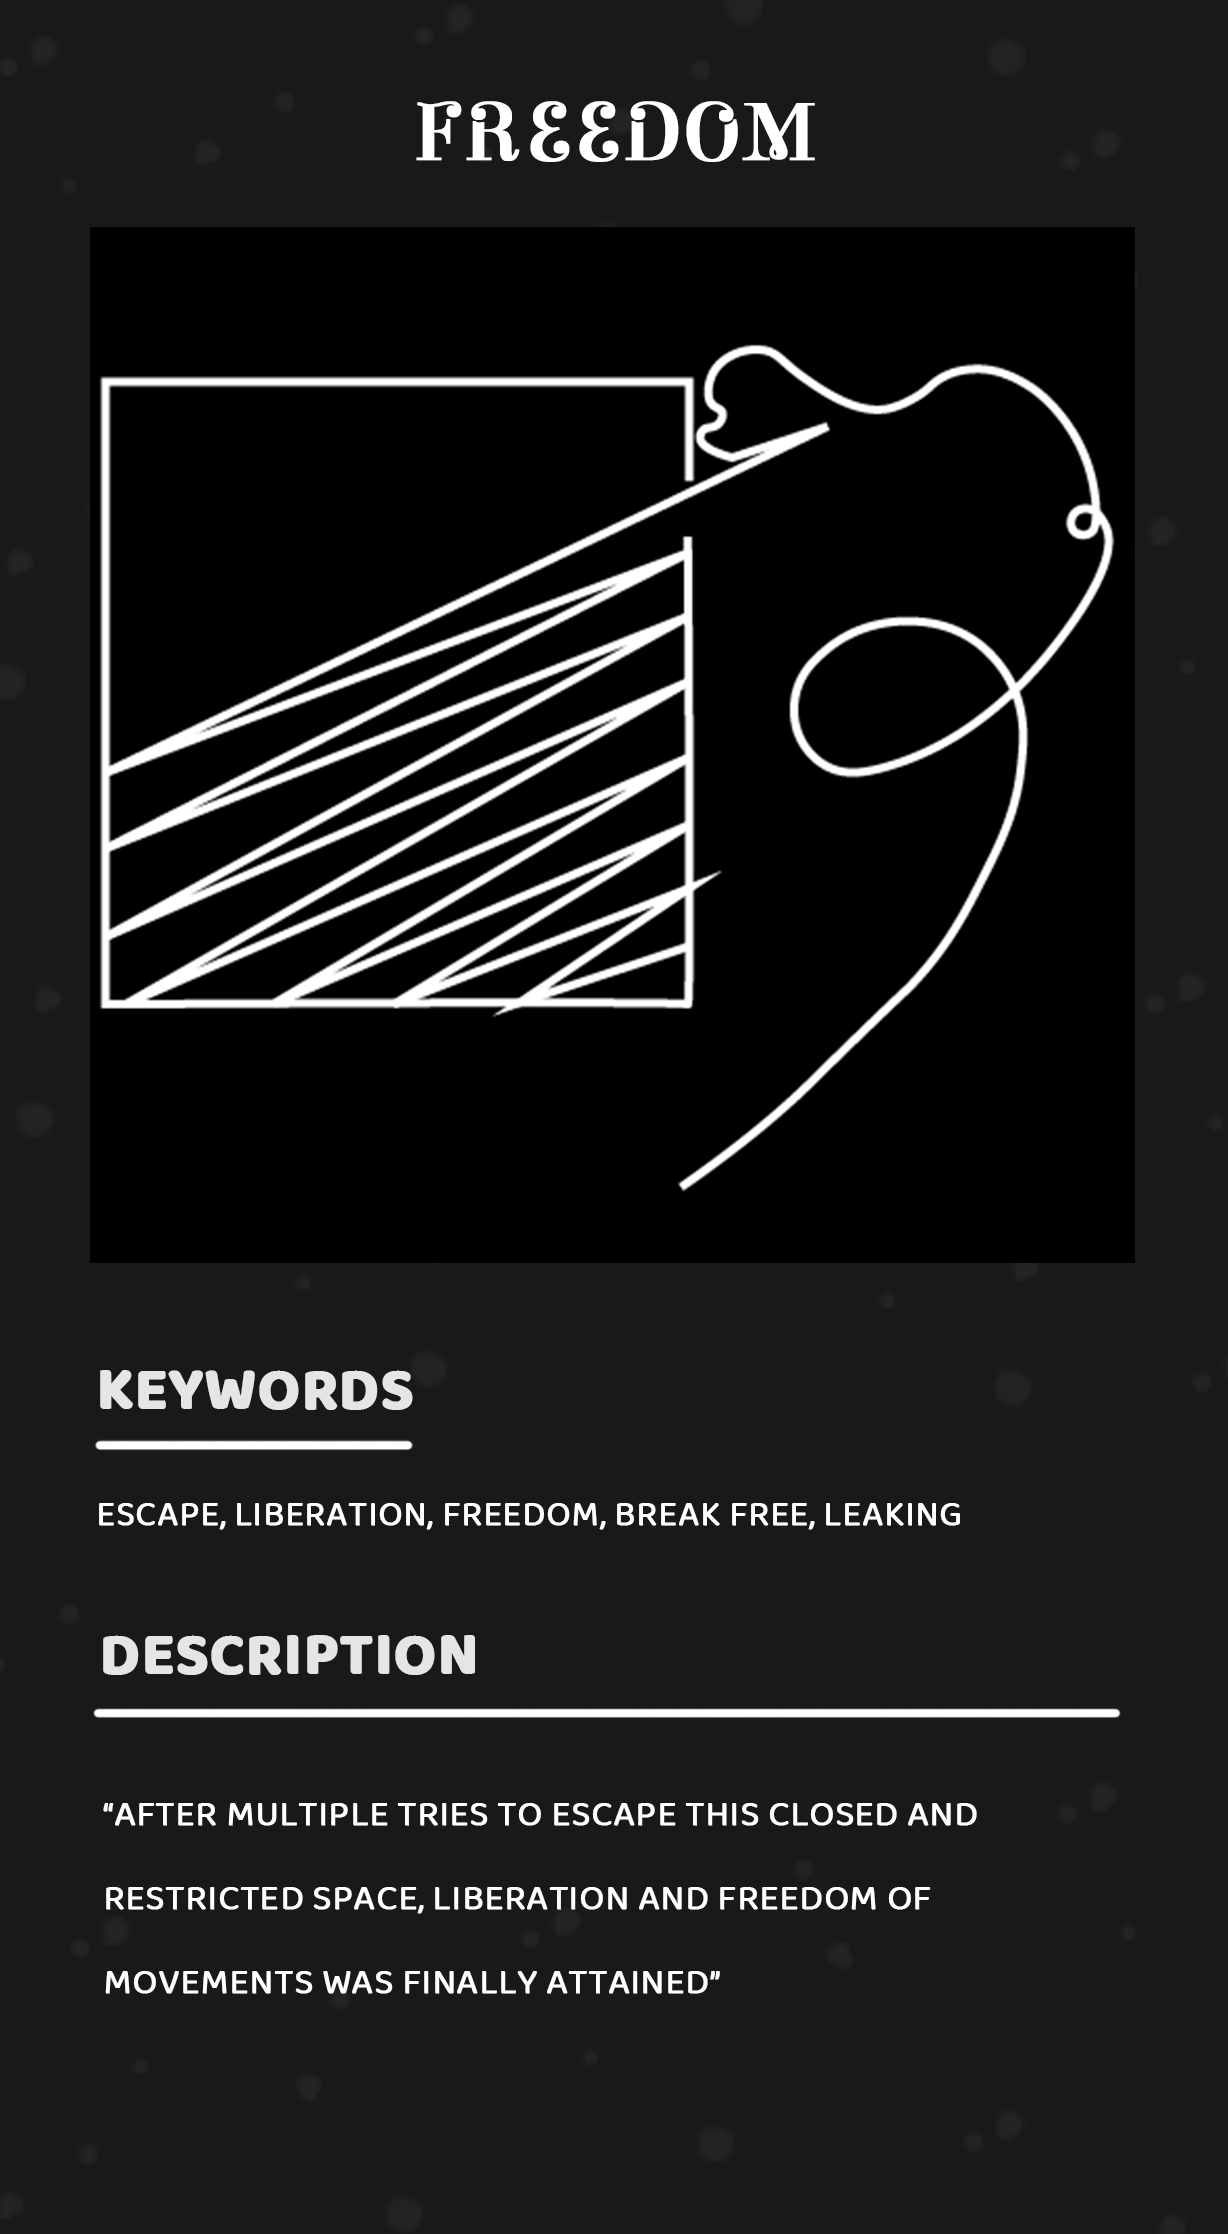 FREEDOM
KEYWORDS
ESCAPE, LIBERATION, FREEDOM, BREAK FREE, LEAKING
DESCRIPTION
“AFTER MULTIPLE TRIES TO ESCAPE THIS CLOSED AND
RESTRICTED SPACE, LIBERATION AND FREEDOM OF
MOVEMENTS WAS FINALLY ATTAINED”